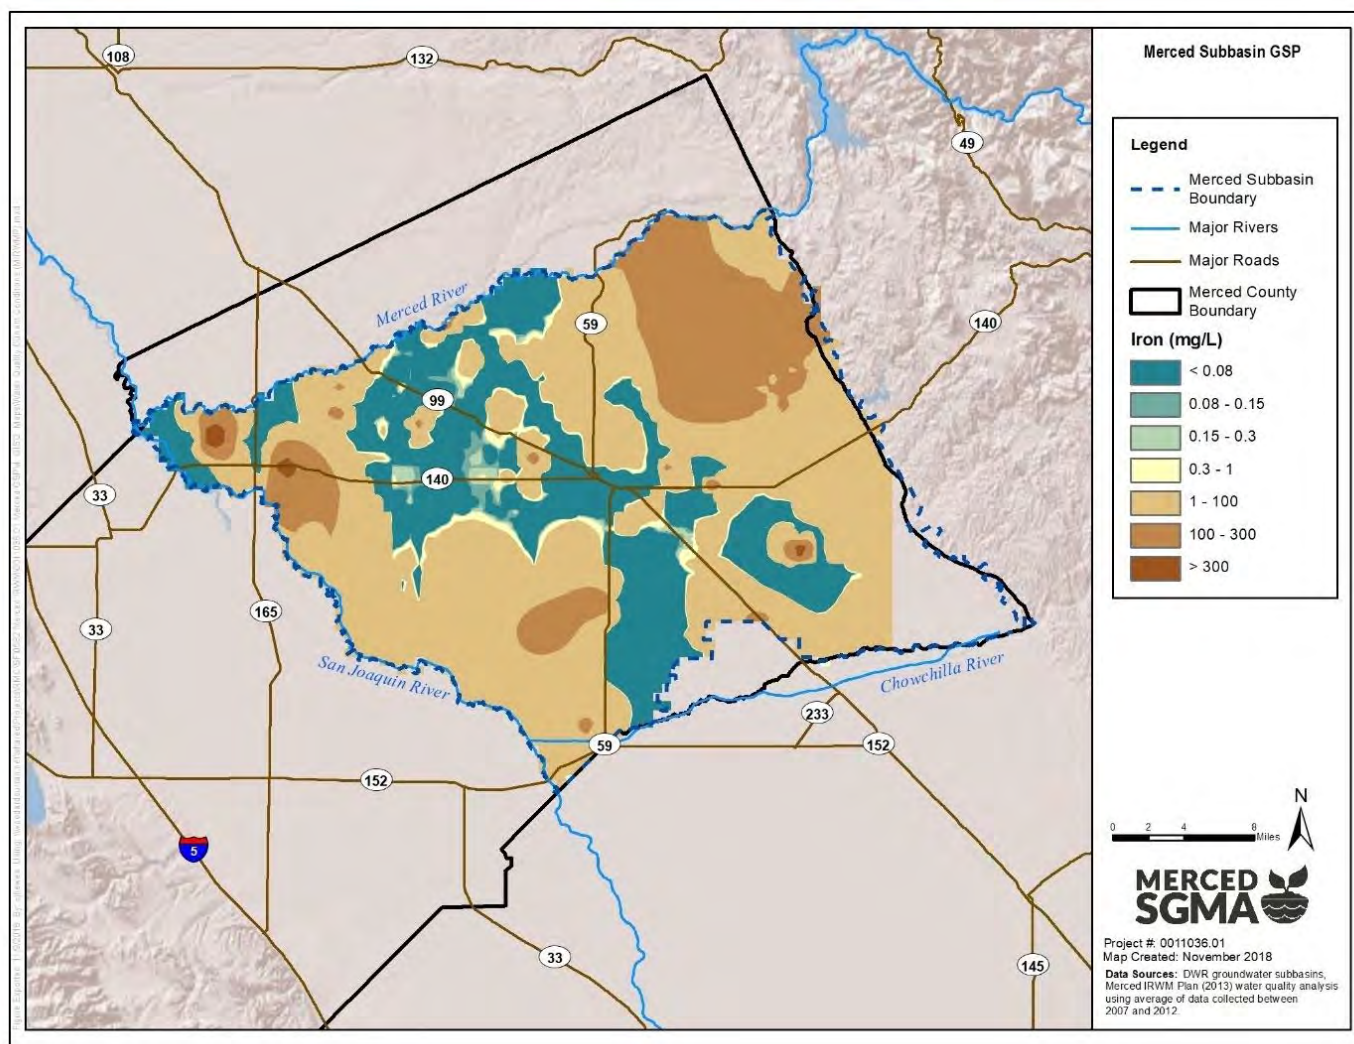 Merced Subbasin GSP
Legend
Merced Subbasin
Boundary
Major Rivers
Major Roads
Merced County
Boundary
Iron (mg/L)
< 0.08
0.08 - 0.15
0.15 - 0.3
0.3 - 1
1 - 100
100 - 300
> 300
108
132
49
Merced River
59
140
99
140
33
165
33
San Joaquin River
Chowchilla River
233
59
152
152
5
33
145
N
0 2 4 8
Miles
MERCED
SGMA
Project #: 0011036.01
Map Created: November 2018
Data Sources: DWR groundwater subbasins,
Merced IRWM Plan (2013) water quality analysis
using average of data collected between
2007 and 2012.